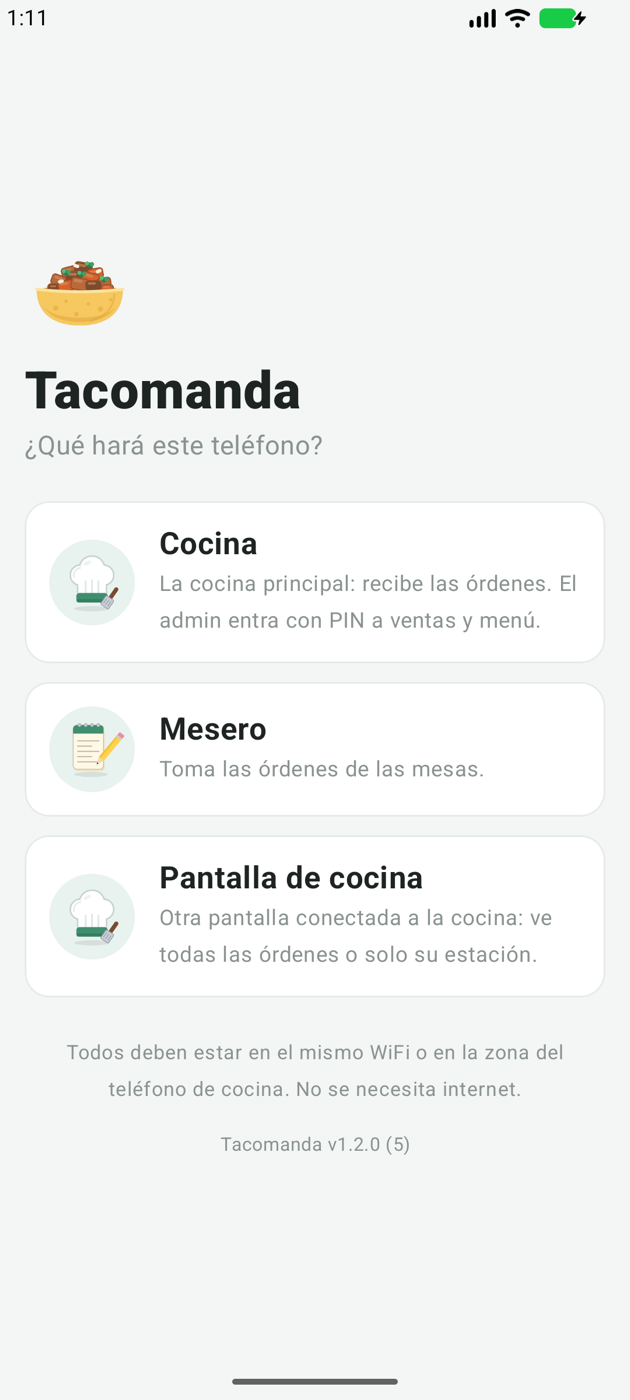 1:11
Tacomanda
¿Qué hará este teléfono?
Cocina
La cocina principal: recibe las órdenes. El
admin entra con PIN a ventas y menú.
Mesero
Toma las órdenes de las mesas.
Pantalla de cocina
Otra pantalla conectada a la cocina: ve
todas las órdenes o solo su estación.
Todos deben estar en el mismo WiFi o en la zona del
teléfono de cocina. No se necesita internet.
Tacomanda v1.2.0 (5)